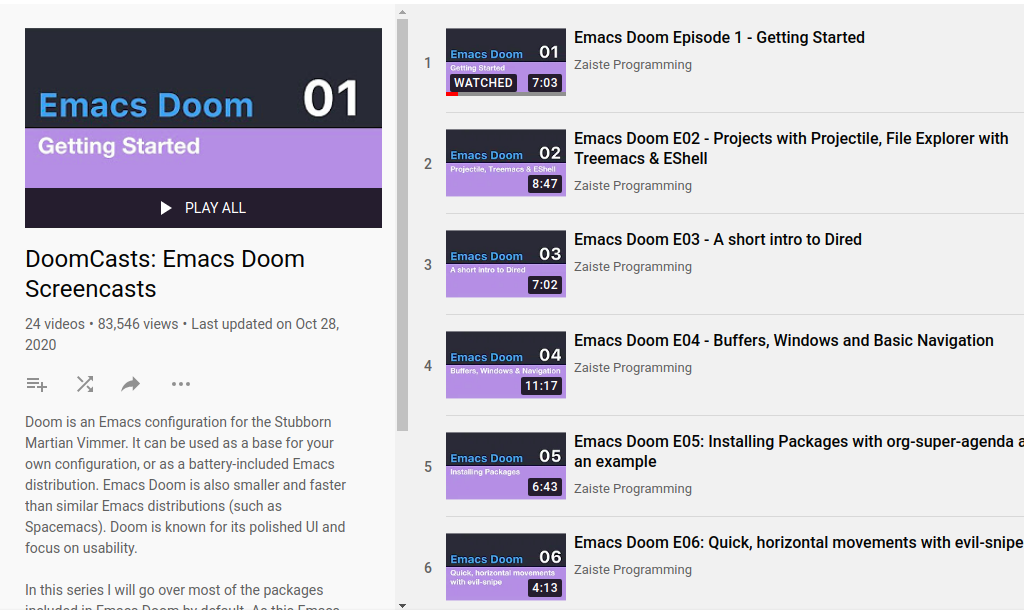 Emacs Doom 01
Getting Started
PLAY ALL
DoomCasts: Emacs Doom
Screencasts
24 videos • 83,546 views • Last updated on Oct 28,
2020
Doom is an Emacs configuration for the Stubborn
Martian Vimmer. It can be used as a base for your
own configuration, or as a battery-included Emacs
distribution. Emacs Doom is also smaller and faster
than similar Emacs distributions (such as
Spacemacs). Doom is known for its polished UI and
focus on usability.
In this series I will go over most of the packages
included in Emacs Doom by default. As this Emacs
1
Emacs Doom 01
Getting Started
WATCHED 7:03
Emacs Doom Episode 1 - Getting Started
Zaiste Programming
2
Emacs Doom 02
Projectile, Treemacs & EShell
8:47
Emacs Doom E02 - Projects with Projectile, File Explorer with
Treemacs & EShell
Zaiste Programming
3
Emacs Doom 03
A short intro to Dired
7:02
Emacs Doom E03 - A short intro to Dired
Zaiste Programming
4
Emacs Doom 04
Buffers, Windows & Navigation
11:17
Emacs Doom E04 - Buffers, Windows and Basic Navigation
Zaiste Programming
5
Emacs Doom 05
Installing Packages
6:43
Emacs Doom E05: Installing Packages with org-super-agenda a
an example
Zaiste Programming
6
Emacs Doom 06
Quick, horizontal movements
with evil-snipe
4:13
Emacs Doom E06: Quick, horizontal movements with evil-snipe
Zaiste Programming